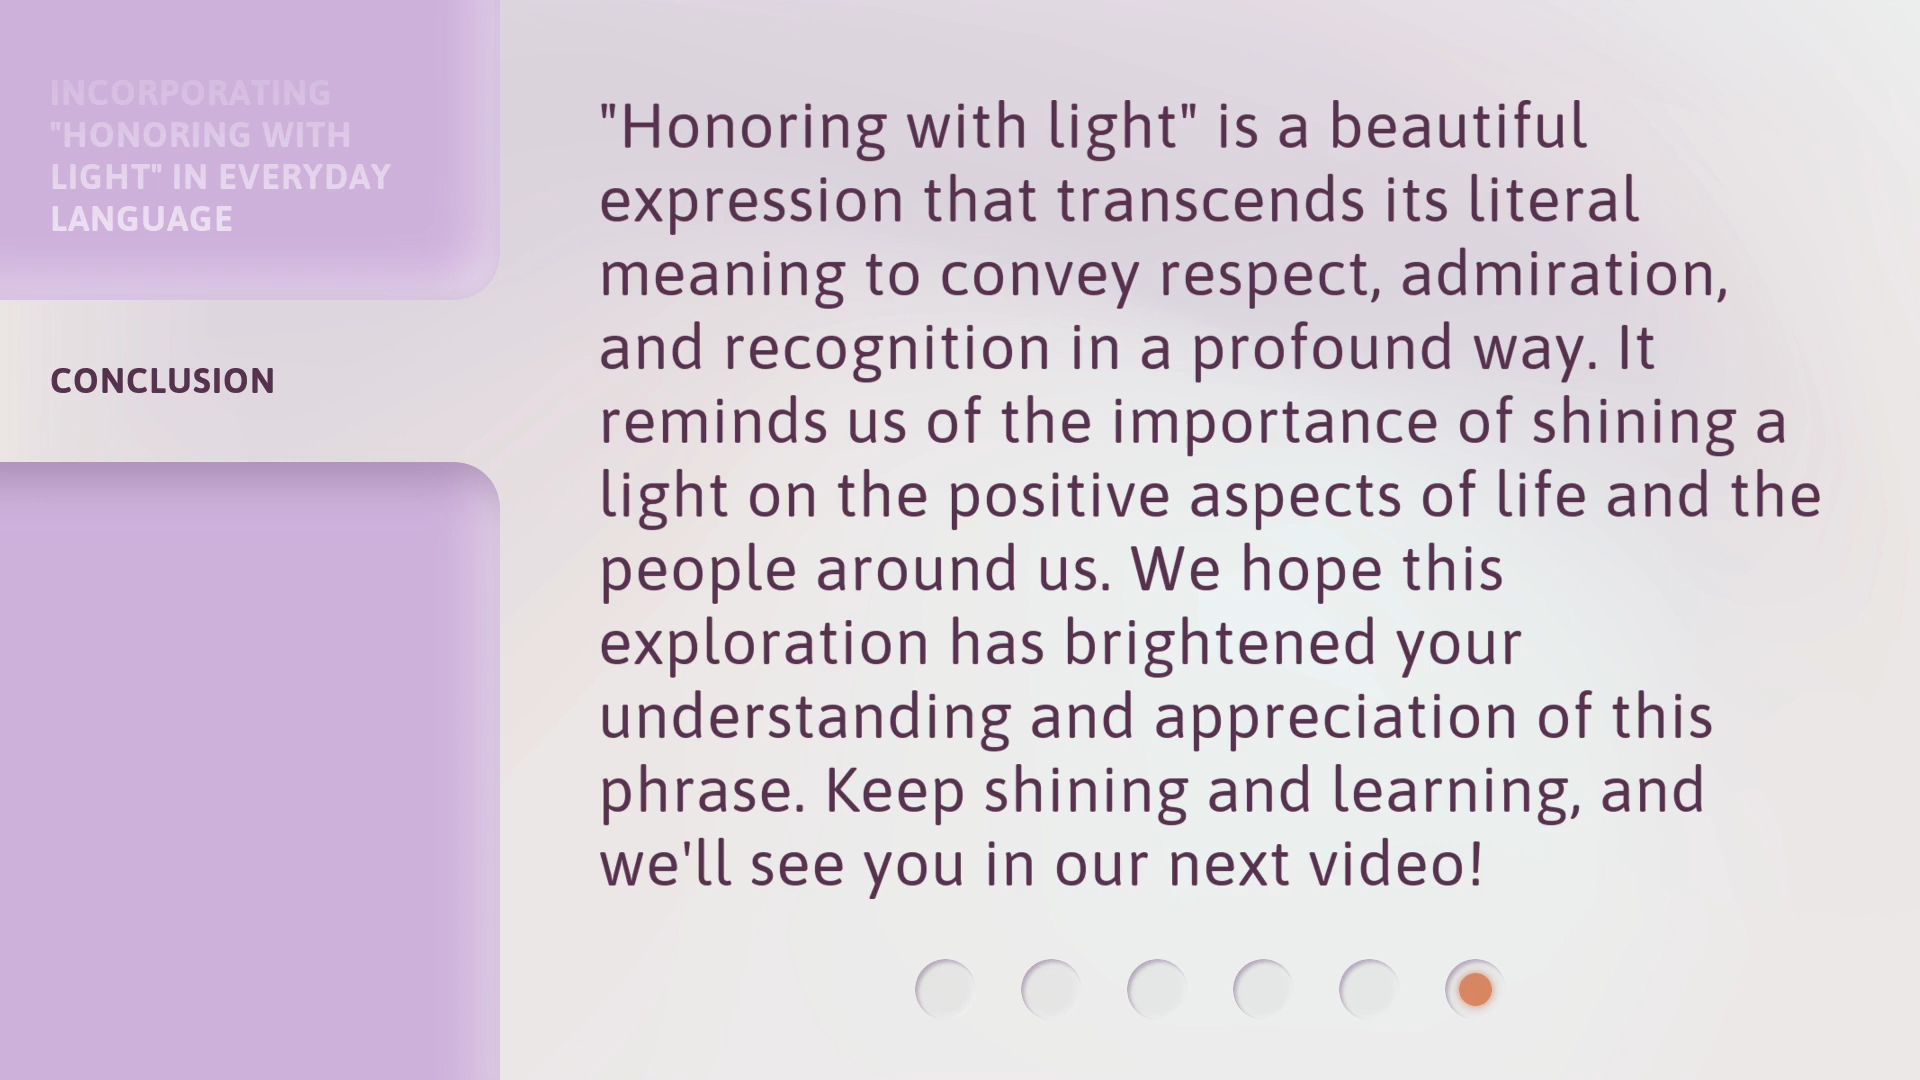 INCORPORATING
"HONORING WITH
LIGHT" IN EVERYDAY
LANGUAGE
CONCLUSION
"Honoring with light" is a beautiful
expression that transcends its literal
meaning to convey respect, admiration,
and recognition in a profound way. It
reminds us of the importance of shining a
light on the positive aspects of life and the
people around us. We hope this
exploration has brightened your
understanding and appreciation of this
phrase. Keep shining and learning, and
we'll see you in our next video!